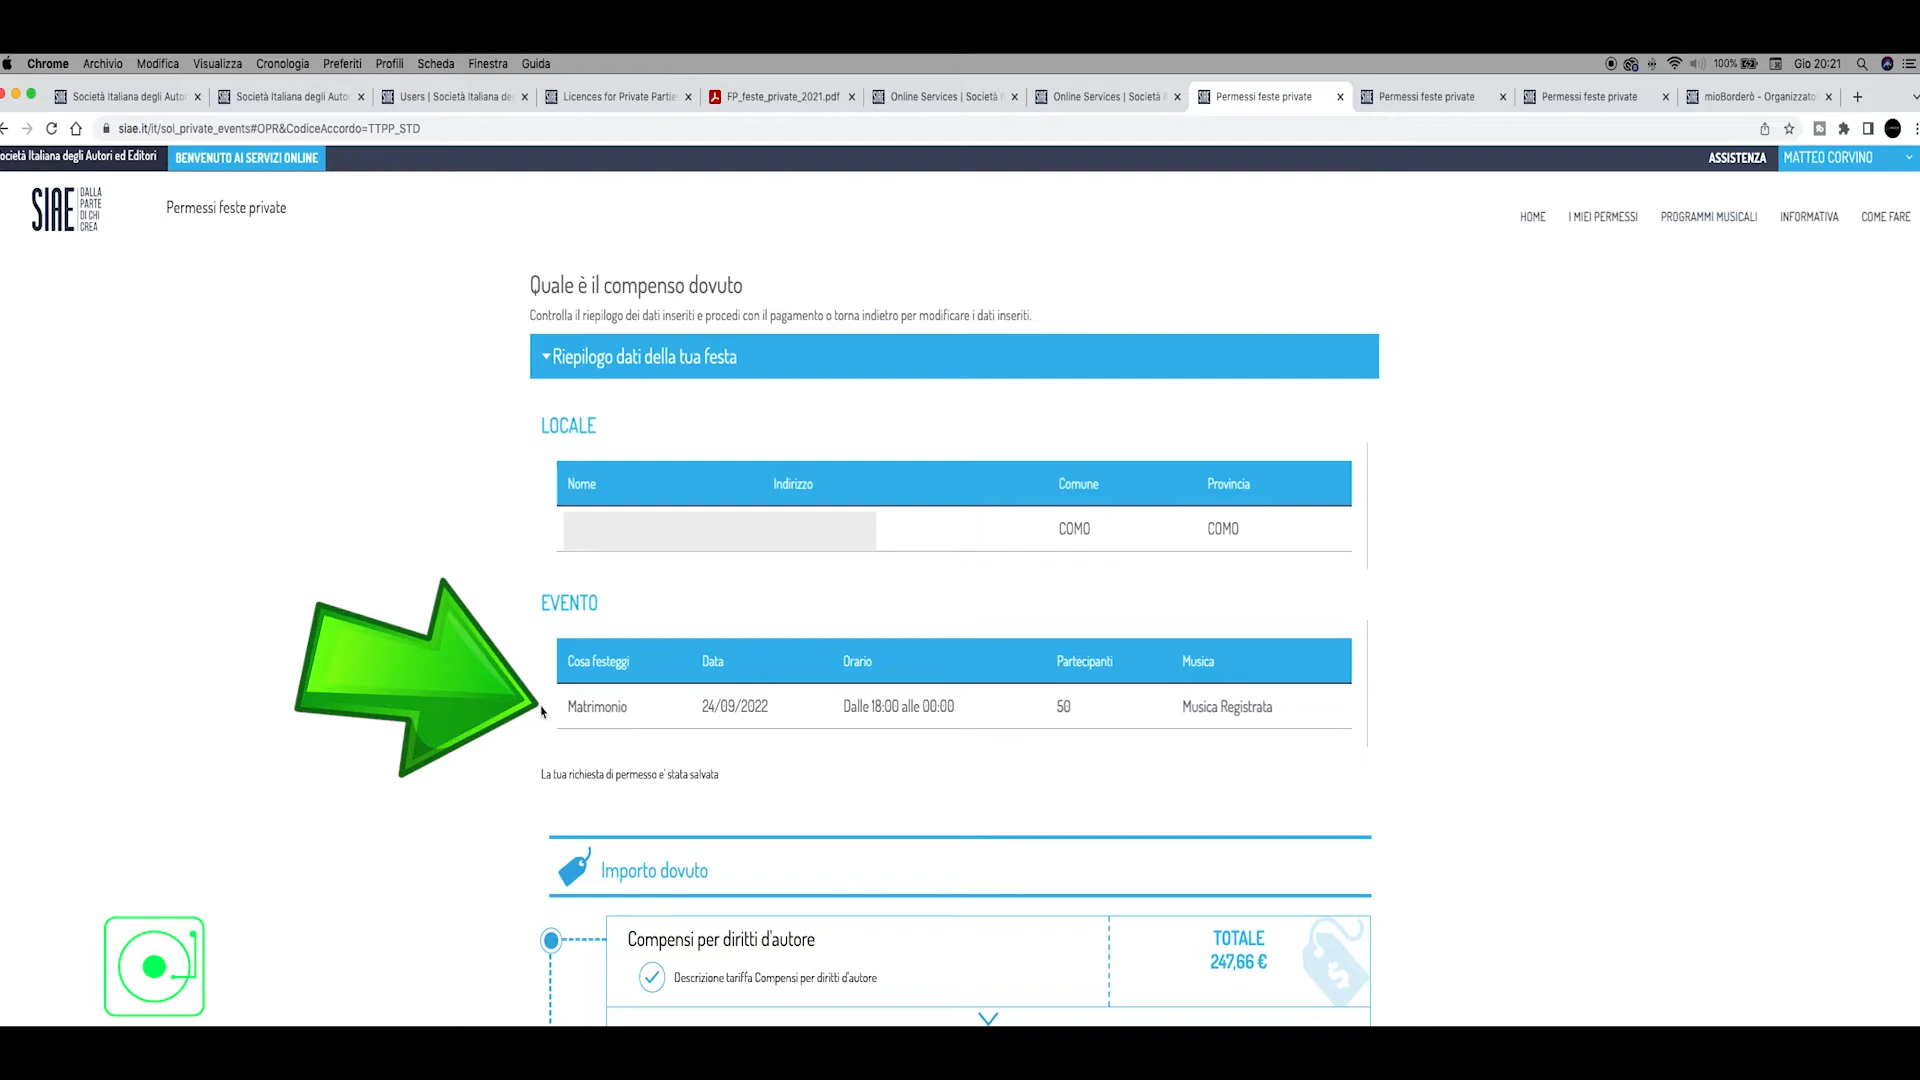 Chrome Archivio Modifica Visualizza Cronologia Preferiti Profili Scheda Finestra Guida 100% Gio 20:21
Società Italiana degli Autor Società Italiana degli Autor Users | Società Italiana de Licences for Private Partie FP_feste_private_2021.pdf Online Services | Società I Online Services | Società I Permessi feste private Permessi feste private Permessi feste private mioBorderò - Organizzato
siae.it/it/sol_private_events#OPR&CodiceAccordo=TTPP_STD
ocietà Italiana degli Autori ed Editori BENVENUTO AI SERVIZI ONLINE ASSISTENZA MATTEO CORVINO
SIAE DALLA PARTE DI CHI CREA
Permessi feste private
HOME I MIEI PERMESSI PROGRAMMI MUSICALI INFORMATIVA COME FARE
Quale è il compenso dovuto
Controlla il riepilogo dei dati inseriti e procedi con il pagamento o torna indietro per modificare i dati inseriti.
Riepilogo dati della tua festa
LOCALE
Nome Indirizzo Comune Provincia
COMO COMO
EVENTO
Cosa festeggi Data Orario Partecipanti Musica
Matrimonio 24/09/2022 Dalle 18:00 alle 00:00 50 Musica Registrata
La tua richiesta di permesso e' stata salvata
Importo dovuto
Compensi per diritti d'autore TOTALE
247,66 €
Descrizione tariffa Compensi per diritti d'autore